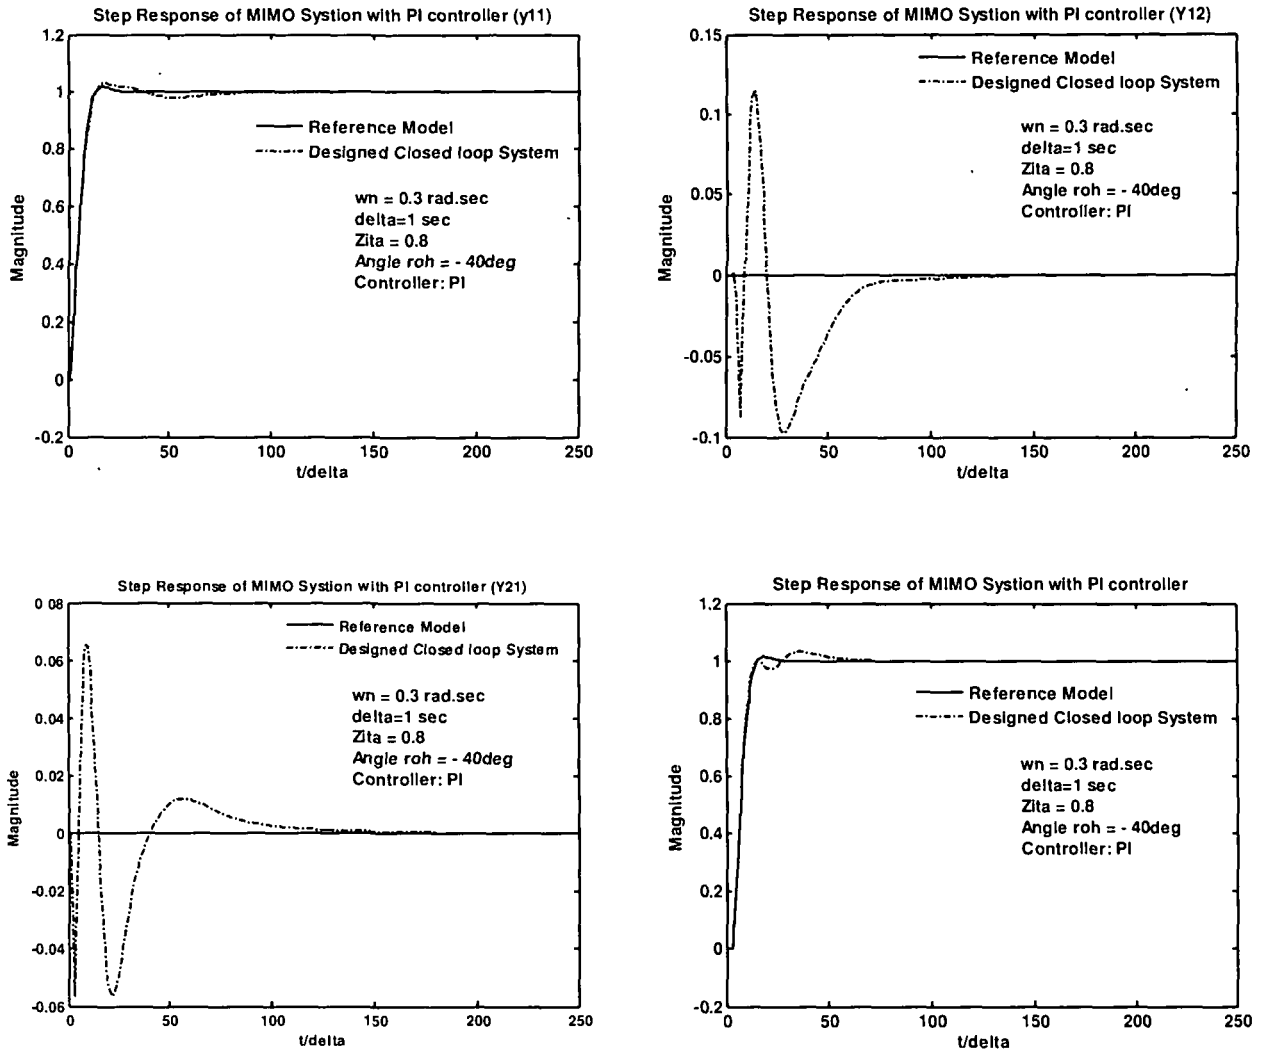 Step Response of MIMO Systion with PI controller (y11)
1.2
1
0.8
0.6
0.4
0.2
0
-0.2
Magnitude
Reference Model
Designed Closed loop System
wn = 0.3 rad.sec
delta=1 sec
Zita = 0.8
Angle roh = - 40deg
Controller: PI
0 50 100 150 200 250
t/delta
Step Response of MIMO Systion with PI controller (Y12)
0.15
0.1
0.05
0
-0.05
-0.1
Magnitude
Reference Model
Designed Closed loop System
wn = 0.3 rad.sec
delta=1 sec
Zita = 0.8
Angle roh = - 40deg
Controller: PI
0 50 100 150 200 250
t/delta
Step Response of MIMO Systion with PI controller (Y21)
0 08
0.06
0.04
0.02
0
-0.02
-0.04
-0.06
Magnitude
Reference Model
Designed Closed loop System
wn = 0.3 rad.sec
delta=1 sec
Zita = 0.8
Angle roh = - 40deg
Controller: PI
0 50 100 150 200 250
t/delta
Step Response of MIMO Systion with PI controller
1.2
1
0.8
0.6
0.4
0.2
0
-0.2
Magnitude
Reference Model
Designed Closed loop System
wn = 0.3 rad.sec
delta=1 sec
Zita = 0.8
Angle roh = - 40deg
Controller: PI
0 50 100 150 200 250
t/delta